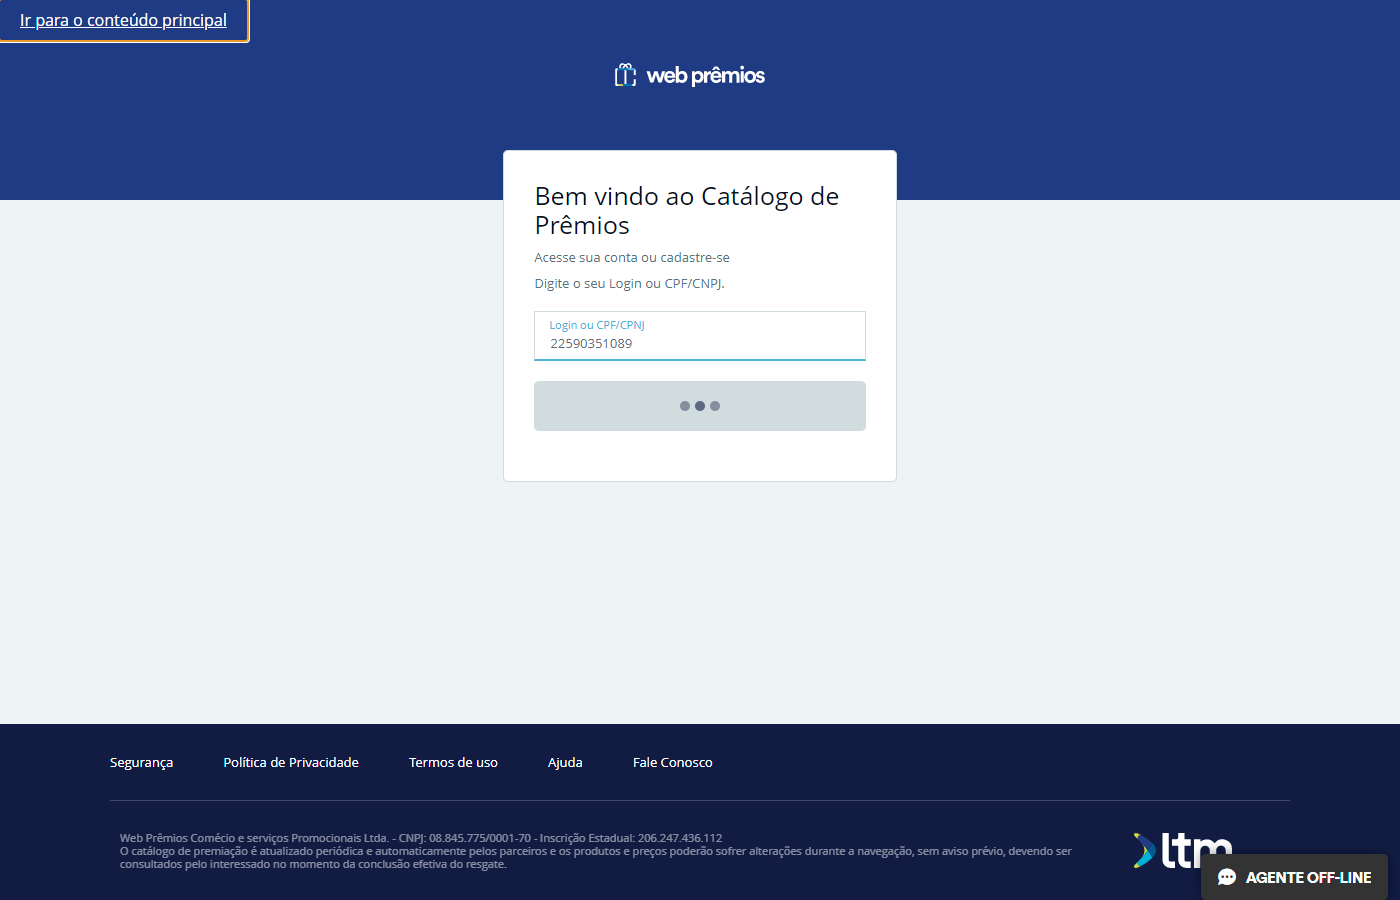 Ir para o conteúdo principal
web prêmios
Bem vindo ao Catálogo de
Prêmios
Acesse sua conta ou cadastre-se
Digite o seu Login ou CPF/CNPJ.
Login ou CPF/CPNJ
22590351089
Segurança
Política de Privacidade
Termos de uso
Ajuda
Fale Conosco
Web Prêmios Comécio e serviços Promocionais Ltda. - CNPJ: 08.845.775/0001-70 - Inscrição Estadual: 206.247.436.112
O catálogo de premiação é atualizado periódica e automaticamente pelos parceiros e os produtos e preços poderão sofrer alterações durante a navegação, sem aviso prévio, devendo ser
consultados pelo interessado no momento da conclusão efetiva do resgate.
ltm
AGENTE OFF-LINE